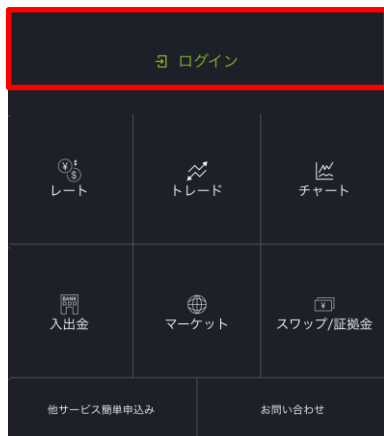 ログイン
レート
トレード
チャート
BANK
入出金
マーケット
スワップ/証拠金
他サービス簡単申込み
お問い合わせ